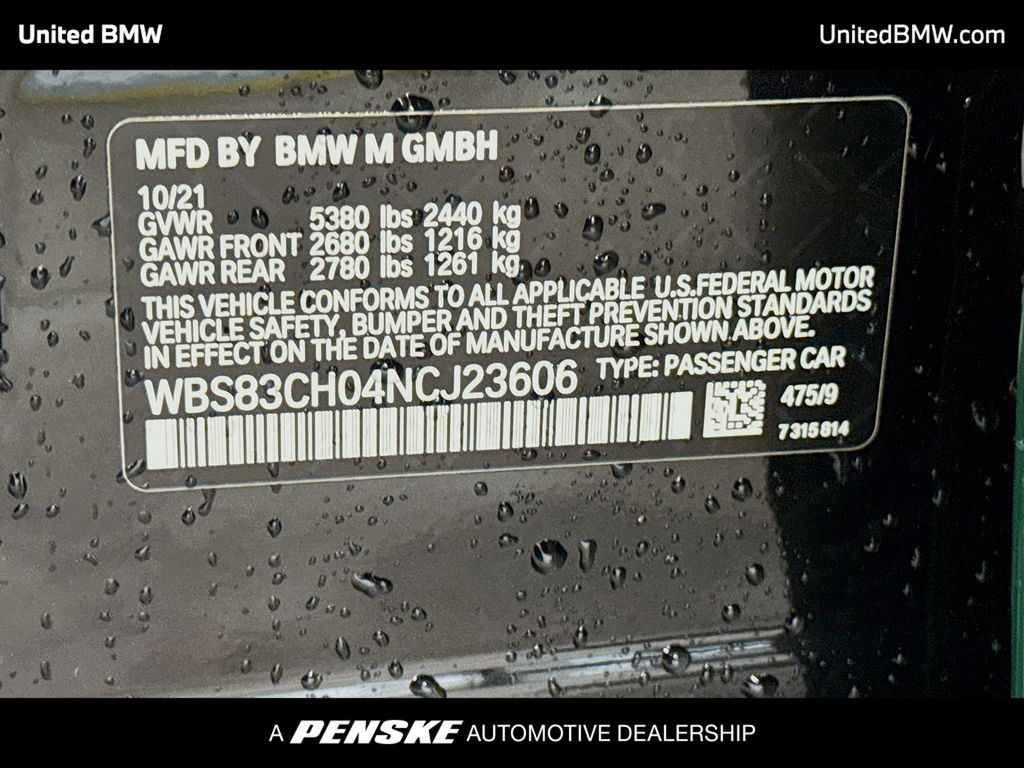 United BMW
UnitedBMW.com
MFD BY BMW M GMBH
10/21
GVWR 5380 lbs 2440 kg
GAWR FRONT 2680 lbs 1216 kg
GAWR REAR 2780 lbs 1261 kg
THIS VEHICLE CONFORMS TO ALL APPLICABLE U.S.FEDERAL MOTOR
VEHICLE SAFETY, BUMPER AND THEFT PREVENTION STANDARDS
IN EFFECT ON THE DATE OF MANUFACTURE SHOWN ABOVE.
WBS83CH04NCJ23606 TYPE: PASSENGER CAR
475/9
7315814
A PENSKE AUTOMOTIVE DEALERSHIP